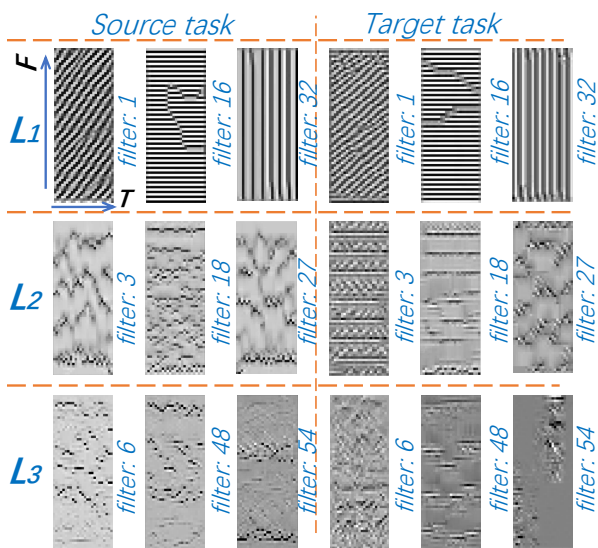 Source task Target task
F
L1
filter: 1
filter: 16
filter: 32
filter: 1
filter: 16
filter: 32
T
L2
filter: 3
filter: 18
filter: 27
filter: 3
filter: 18
filter: 27
L3
filter: 6
filter: 48
filter: 54
filter: 6
filter: 48
filter: 54